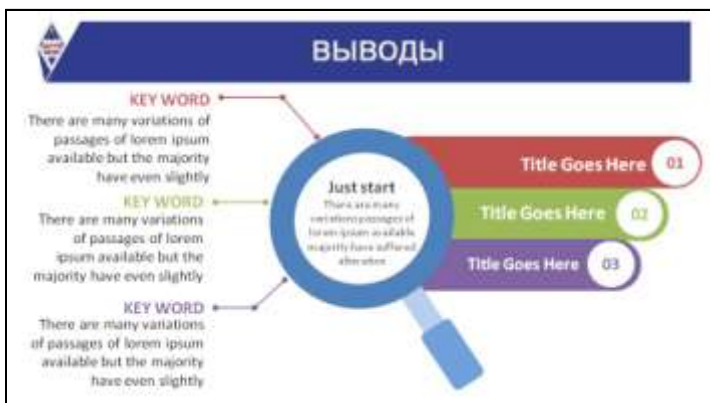 ВЫВОДЫ
KEY WORD
There are many variations of
passages of lorem ipsum
available but the majority
have even slightly
KEY WORD
There are many variations
of passages of lorem
ipsum available but the
majority have even slightly
KEY WORD
There are many variations
of passages of lorem ipsum
available but the majority
have even slightly
Just start
There are many
variations passages of
lorem ipsum available
majority have suffered
alteration
Title Goes Here 01
Title Goes Here 02
Title Goes Here 03